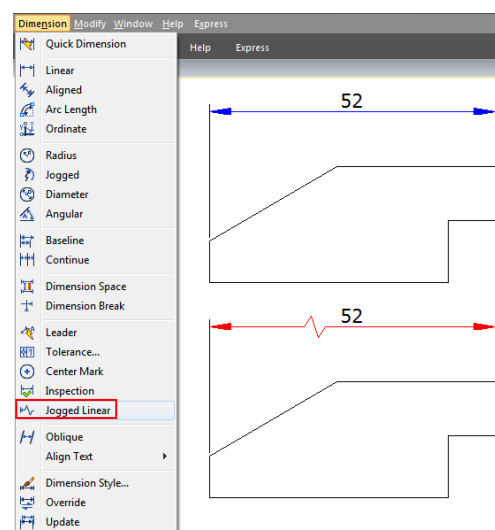 Dimension Modify Window Help Express
Help Express
Quick Dimension
Linear
Aligned
Arc Length
Ordinate
Radius
Jogged
Diameter
Angular
Baseline
Continue
Dimension Space
Dimension Break
Leader
Tolerance...
Center Mark
Inspection
Jogged Linear
Oblique
Align Text
Dimension Style...
Override
Update
52
52